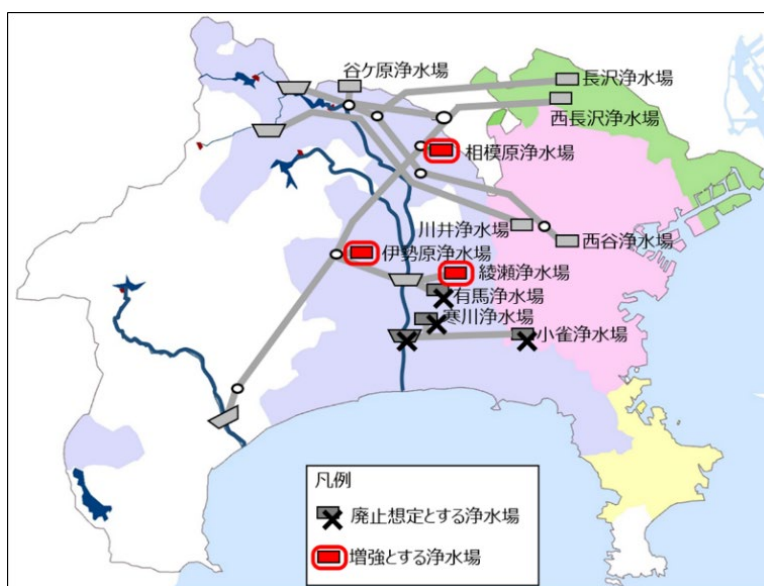 谷ケ原浄水場
長沢浄水場
西長沢浄水場
相模原浄水場
川井浄水場
西谷浄水場
伊勢原浄水場
綾瀬浄水場
有馬浄水場
寒川浄水場
小雀浄水場
凡例
廃止想定とする浄水場
増強とする浄水場